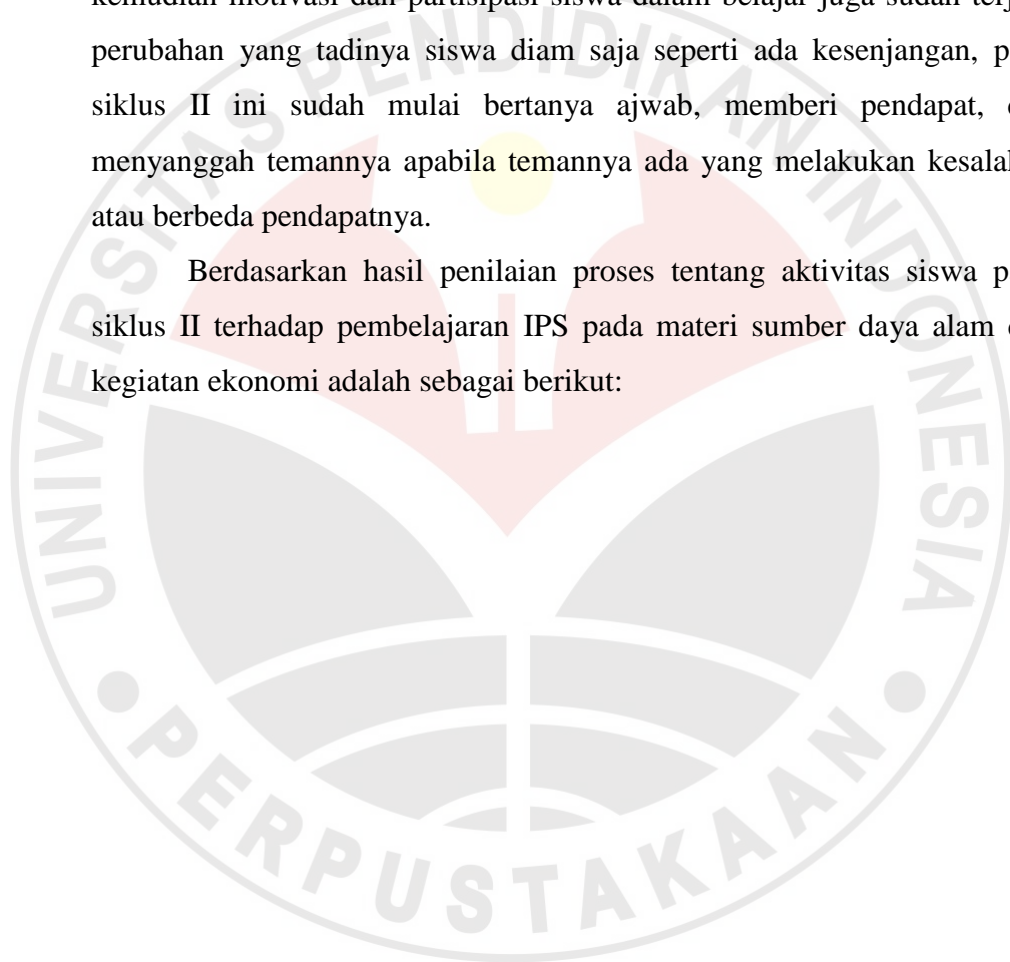 kemudian motivasi dan partisipasi siswa dalam belajar juga sudah terj
perubahan yang tadinya siswa diam saja seperti ada kesenjangan, p
siklus II ini sudah mulai bertanya ajwab, memberi pendapat,
menyanggah temannya apabila temannya ada yang melakukan kesalah
atau berbeda pendapatnya.
Berdasarkan hasil penilaian proses tentang aktivitas siswa p
siklus II terhadap pembelajaran IPS pada materi sumber daya alam
kegiatan ekonomi adalah sebagai berikut:
UNIVERSITAS PENDIDIKAN INDONESIA
PERPUSTAKAAN